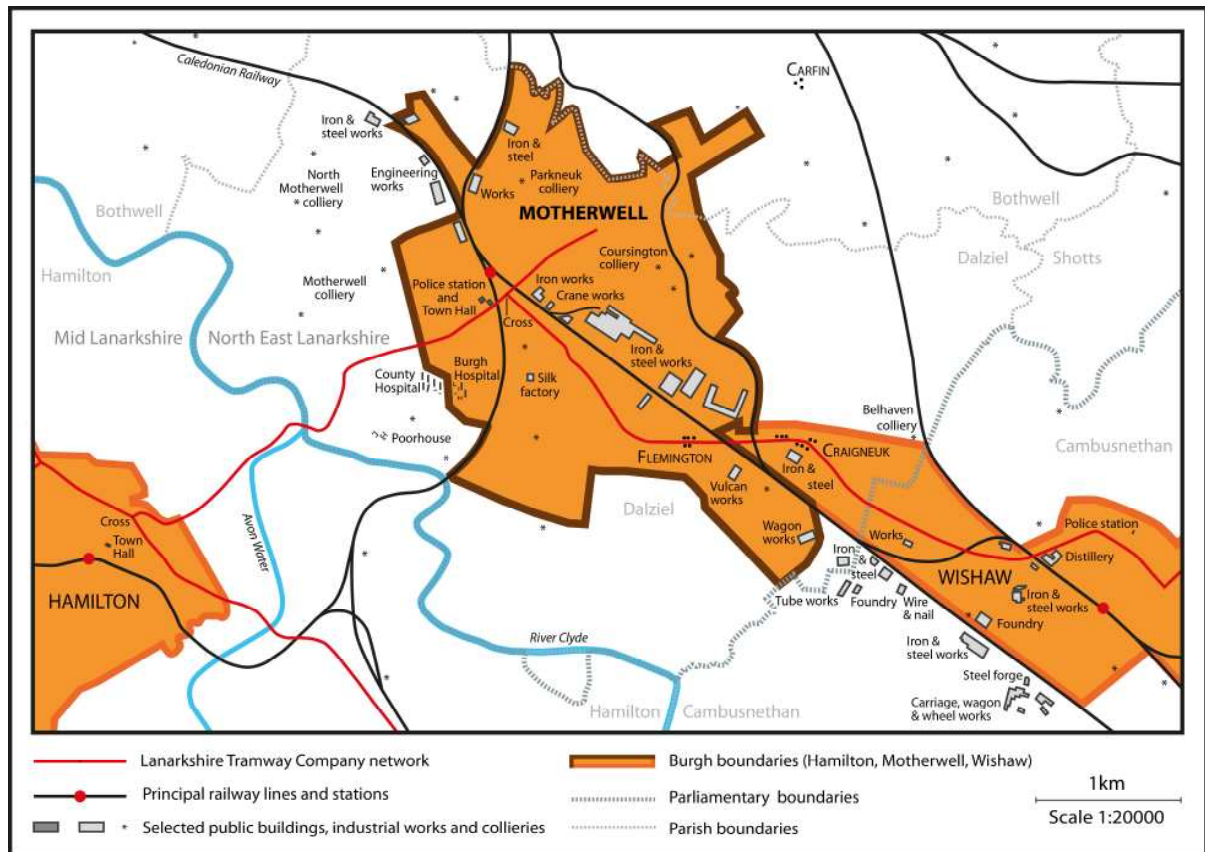 Caledonian Railway
CARFIN
Iron &
steel works
Iron &
steel
North
Motherwell
colliery
Engineering
works
Works
Parkneuk
colliery
MOTHERWELL
Bothwell
Bothwell
Hamilton
Dalziel
Shotts
Coursington
colliery
Motherwell
colliery
Police station
and
Town Hall
Iron works
Crane works
Cross
Mid Lanarkshire
North East Lanarkshire
Iron &
steel works
County
Hospital
Burgh
Hospital
Silk
factory
Poorhouse
Belhaven
colliery
Cambusnethan
FLEMINGTON
CRAIGNEUK
Iron &
steel
Vulcan
works
Dalziel
Avon Water
Cross
Town
Hall
HAMILTON
Wagon
works
Works
Police station
Distillery
Iron
&
steel
WISHAW
Tube works
Foundry
Wire
& nail
Iron &
steel works
Foundry
River Clyde
Iron &
steel works
Steel forge
Carriage, wagon
& wheel works
Hamilton
Cambusnethan
Lanarkshire Tramway Company network
Principal railway lines and stations
* Selected public buildings, industrial works and collieries
Burgh boundaries (Hamilton, Motherwell, Wishaw)
Parliamentary boundaries
Parish boundaries
1km
Scale 1:20000